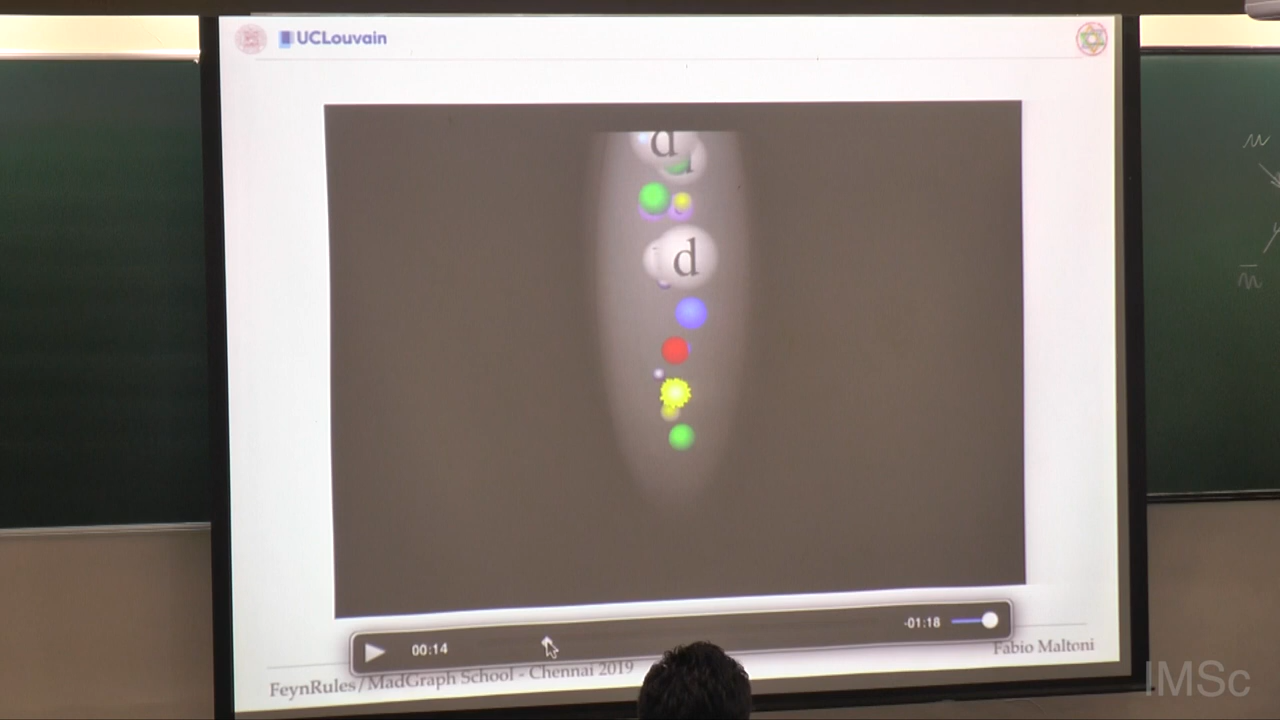 UCLouvain
d
d
00:14
-01:18
Fabio Maltoni
FeynRules/MadGraph School - Chennai 2019
IMSc